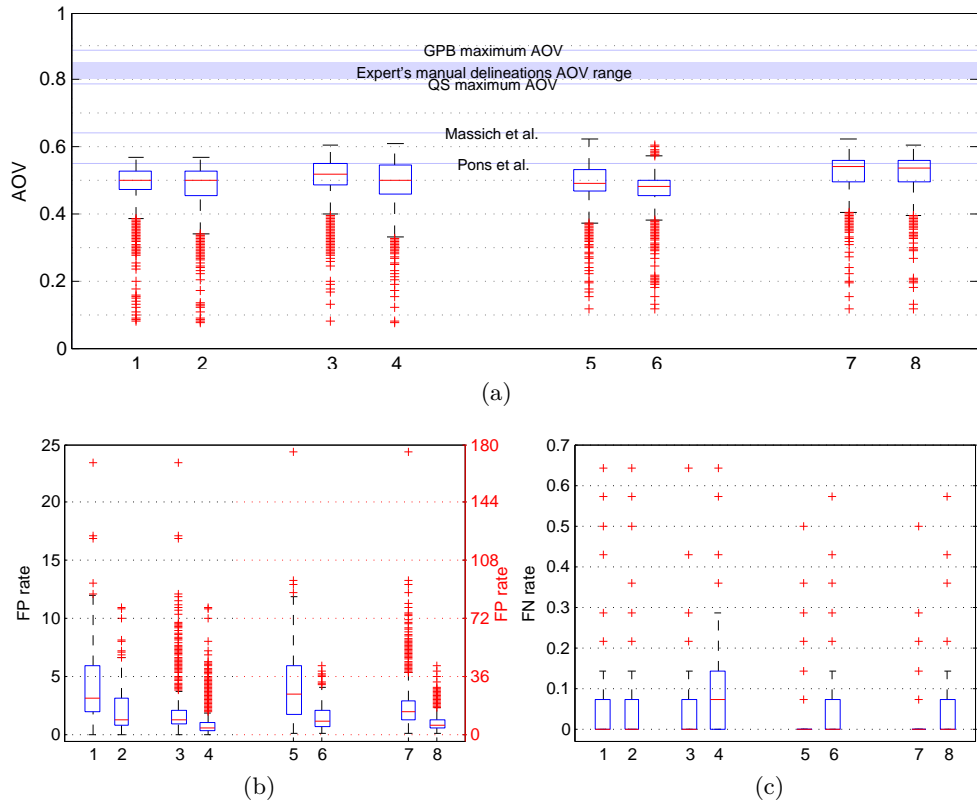 1
GPB maximum AOV
Expert's manual delineations AOV range
0.8
QS maximum AOV
Massich et al.
0.6
Pons et al.
AOV
0.4
0.2
0
1 2 3 4 5 6 7 8
(a)
25 180
20 144
15 108
FP rate
FP rate
10 72
5 36
0 0
1 2 3 4 5 6 7 8
(b)
0.7
0.6
0.5
0.4
FN rate
0.3
0.2
0.1
0
1 2 3 4 5 6 7 8
(c)